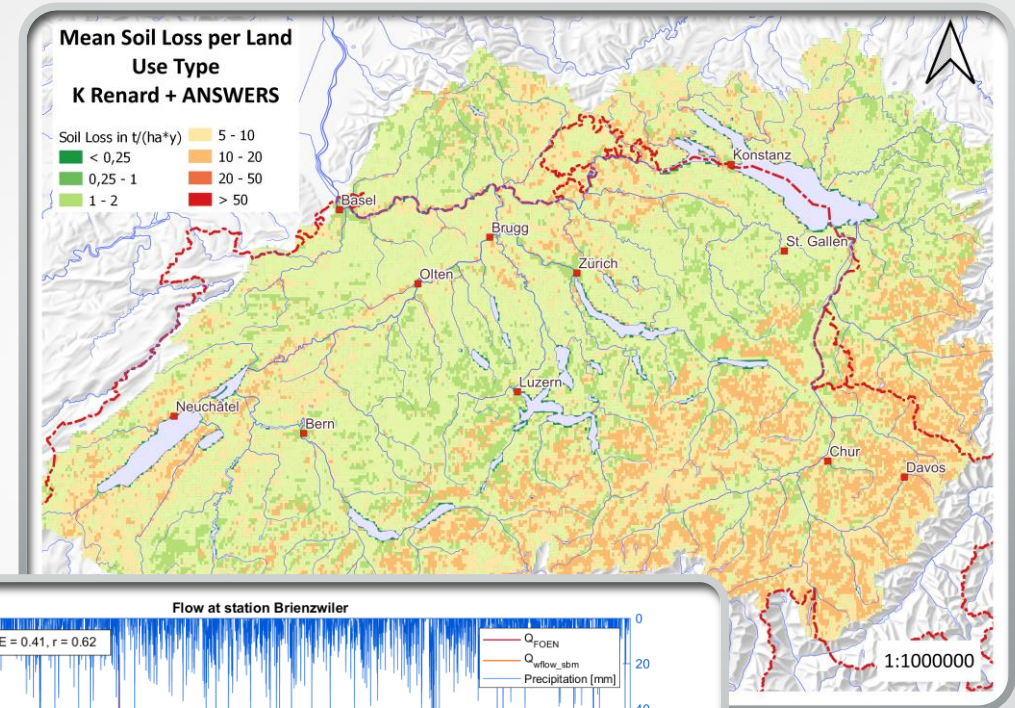 Mean Soil Loss per Land
Use Type
K Renard + ANSWERS
Soil Loss in t/(ha*y)
< 0,25
0,25 - 1
1 - 2
5 - 10
10 - 20
20 - 50
> 50
Konstanz
Basel
Brugg
St. Gallen
Zürich
Olten
Luzern
Neuchâtel
Bern
Chur
Davos
1:1000000
Flow at station Brienzwiler
E = 0.41, r = 0.62
Q_FOEN
Q_wflow_sbm
Precipitation [mm]
0
20